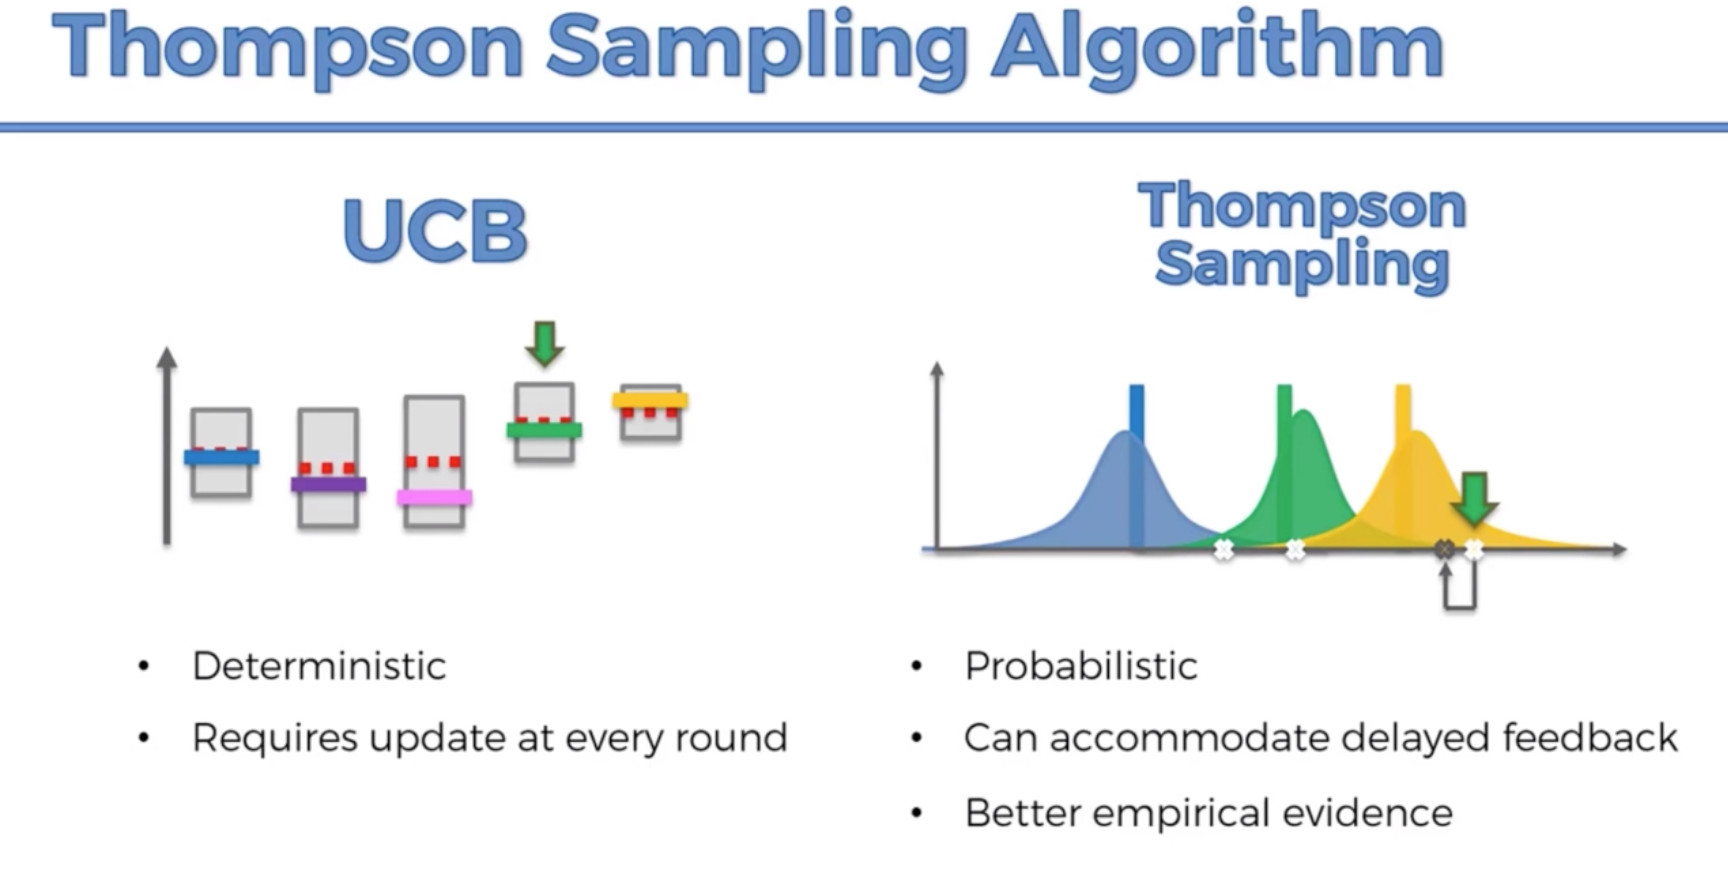 Thompson Sampling Algorithm
UCB
Thompson
Sampling
• Deterministic
• Requires update at every round
• Probabilistic
• Can accommodate delayed feedback
• Better empirical evidence